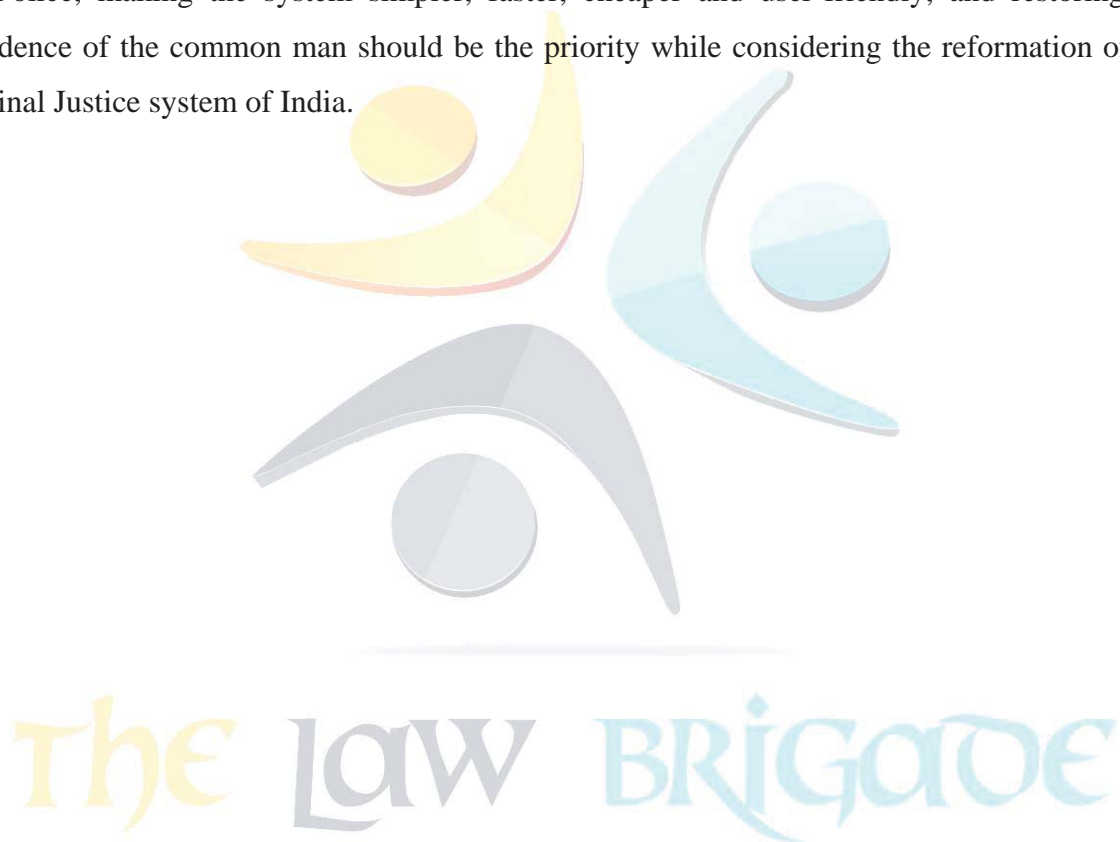 once, making the system simpler, faster, cheaper and user-friendly, and restoring
dence of the common man should be the priority while considering the reformation o
inal Justice system of India.
The Law Brigade